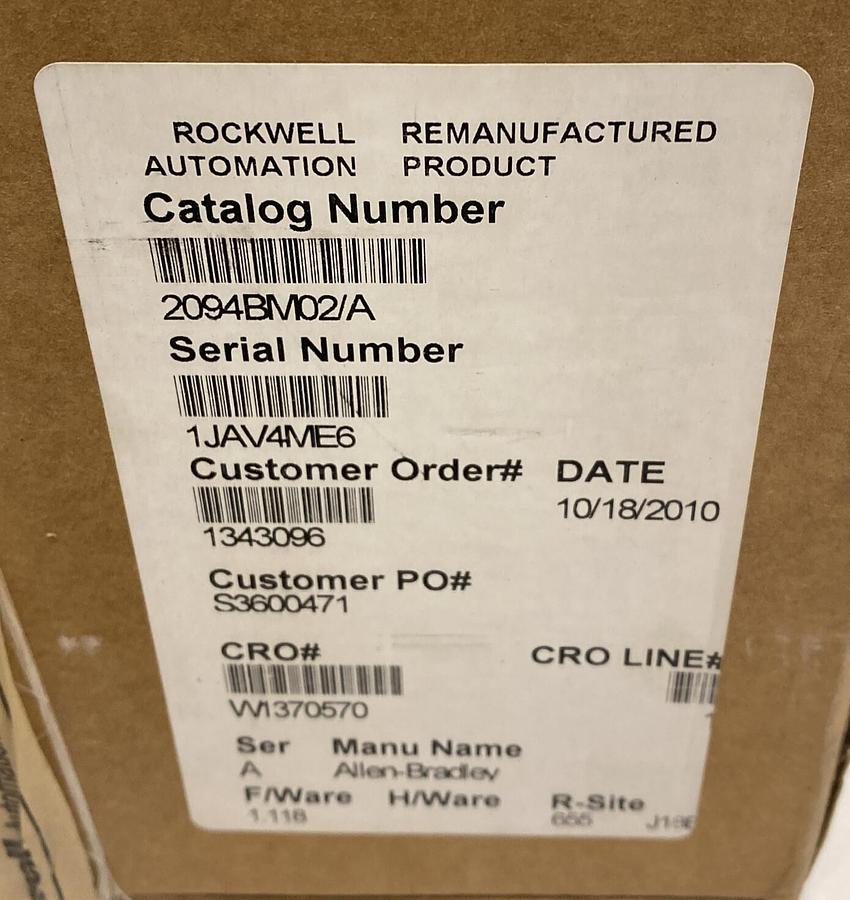 ROCKWELL REMANUFACTURED
AUTOMATION PRODUCT
Catalog Number
2094BM02/A
Serial Number
1JAV4ME6
Customer Order# DATE
1343096 10/18/2010
Customer PO#
S3600471
CRO# CRO LINE#
W1370570
Ser Manu Name
A Allen-Bradley
F/Ware H/Ware R-Site
1.118 655